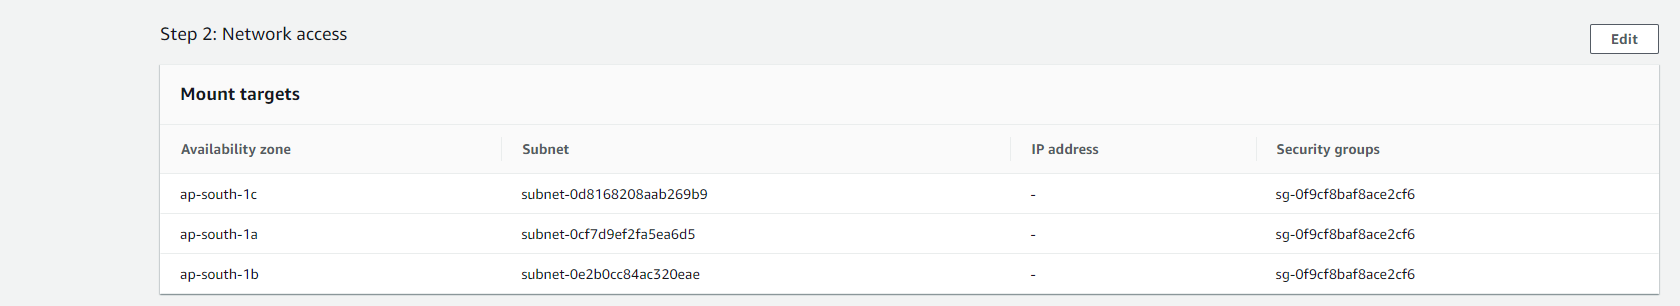 Step 2: Network access
Edit
Mount targets
Availability zone Subnet IP address Security groups
ap-south-1c subnet-0d8168208aab269b9 - sg-0f9cf8baf8ace2cf6
ap-south-1a subnet-0cf7d9ef2fa5ea6d5 - sg-0f9cf8baf8ace2cf6
ap-south-1b subnet-0e2b0cc84ac320eae - sg-0f9cf8baf8ace2cf6